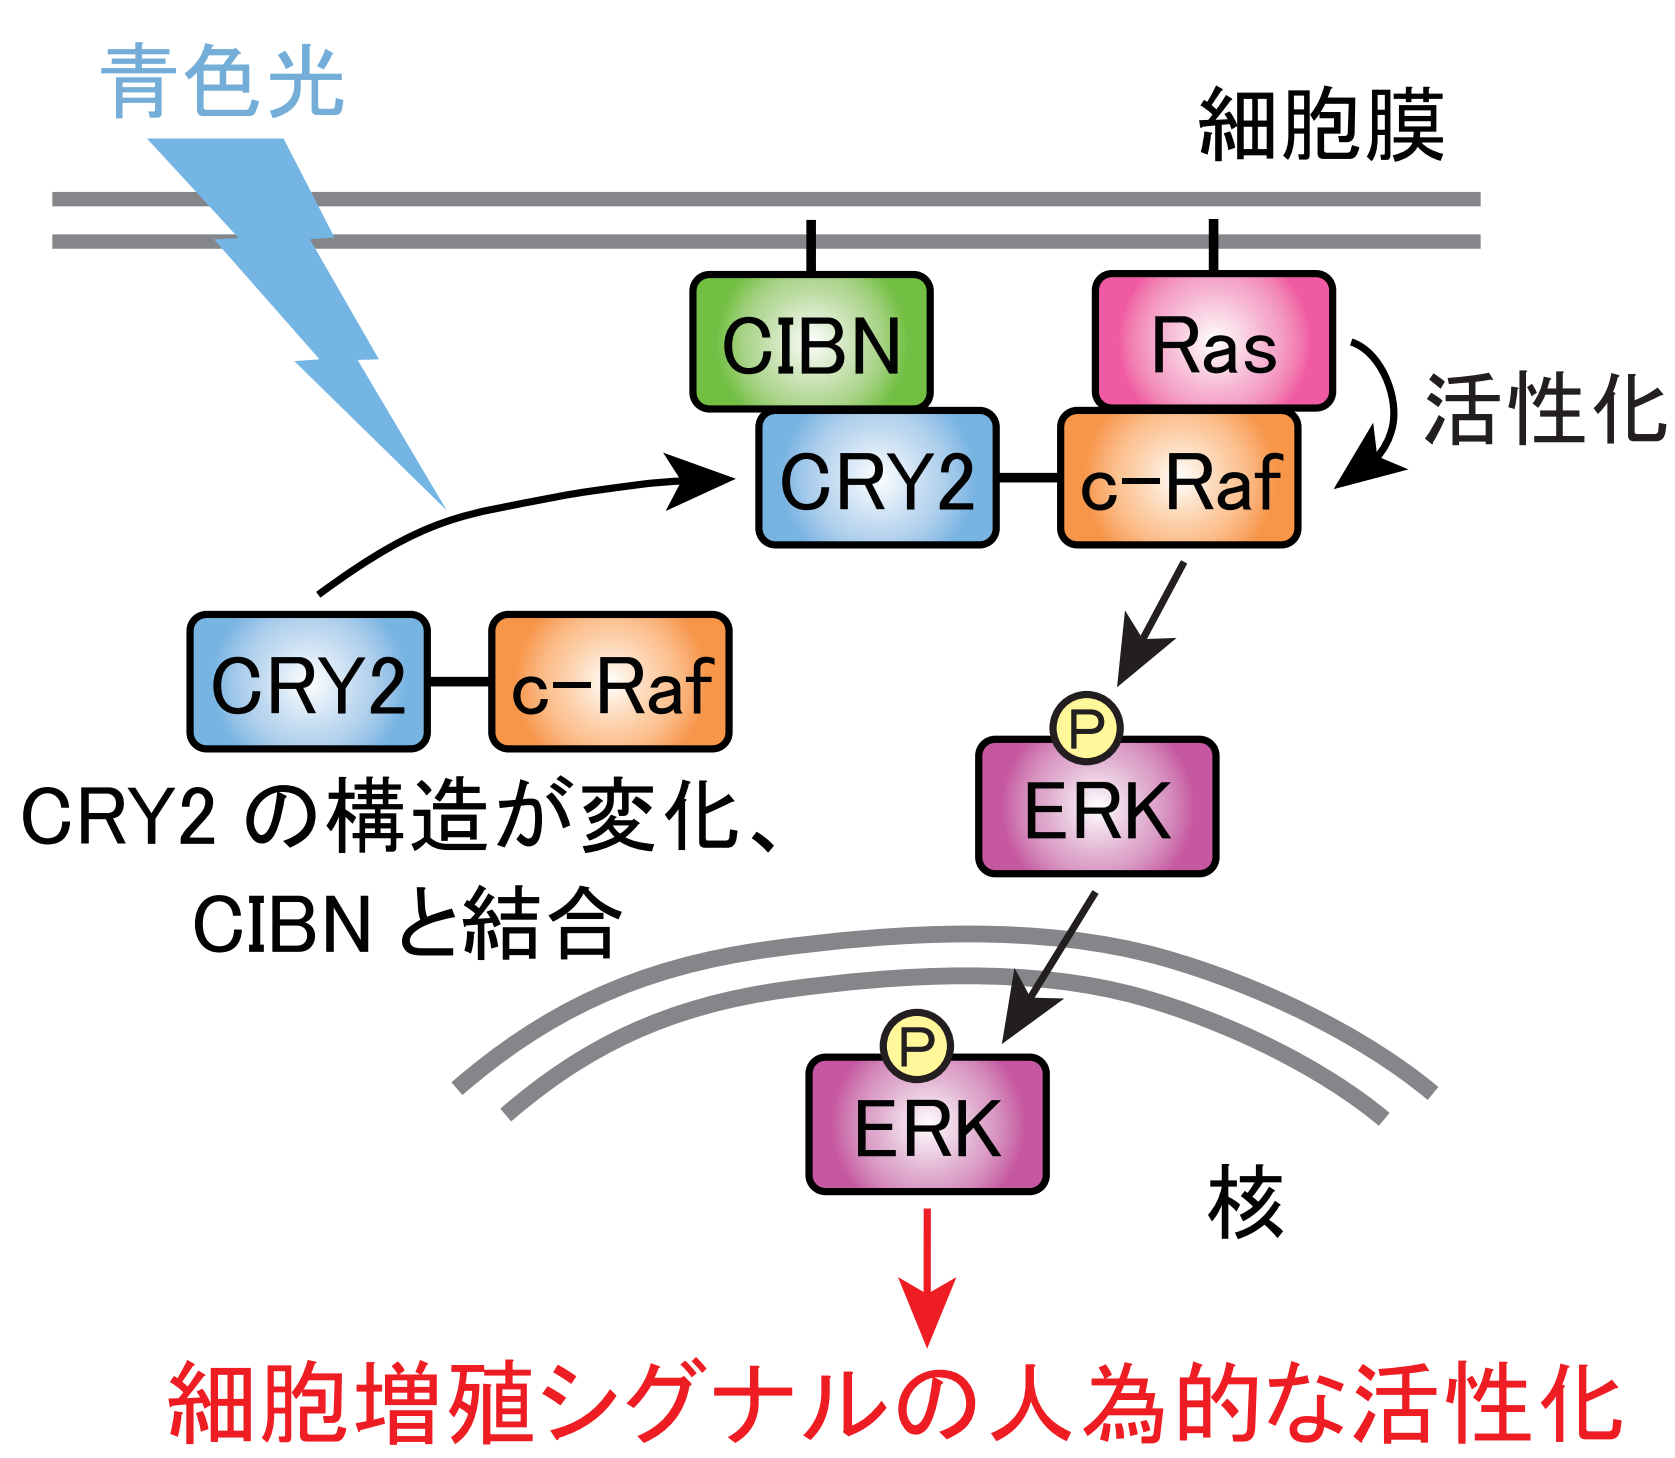 青色光
細胞膜
CIBN
Ras
活性化
CRY2
c-Raf
CRY2
c-Raf
CRY2 の構造が変化、
CIBN と結合
P
ERK
P
ERK
核
細胞増殖シグナルの人為的な活性化